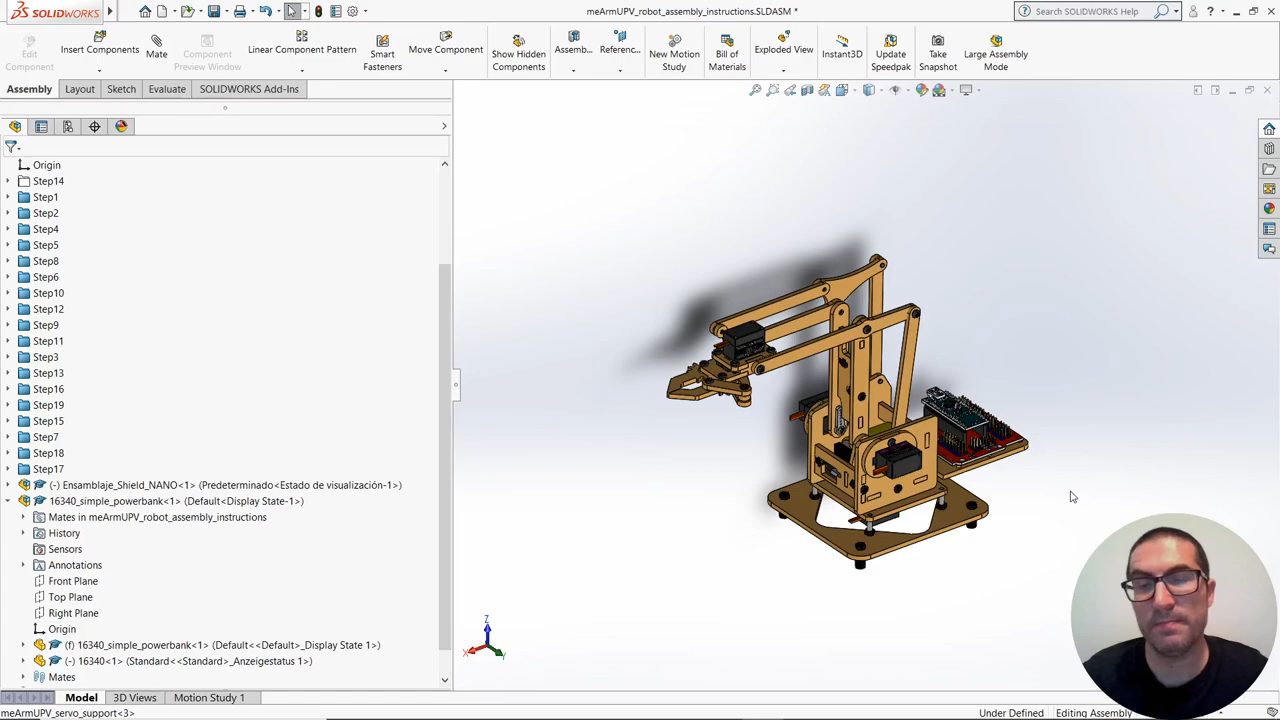 SOLIDWORKS
meArmUPV_robot_assembly_instructions.SLDASM *
Search SOLIDWORKS Help
Edit Component
Insert Components
Mate
Component Preview Window
Linear Component Pattern
Smart Fasteners
Move Component
Show Hidden Components
Assemb...
Referenc...
New Motion Study
Bill of Materials
Exploded View
Instant3D
Update Speedpak
Take Snapshot
Large Assembly Mode
Assembly
Layout
Sketch
Evaluate
SOLIDWORKS Add-Ins
Origin
Step14
Step1
Step2
Step4
Step5
Step8
Step6
Step10
Step12
Step9
Step11
Step3
Step13
Step16
Step19
Step15
Step7
Step18
Step17
(-) Ensamblaje_Shield_NANO<1> (Predeterminado<Estado de visualización-1>)
16340_simple_powerbank<1> (Default<Display State-1>)
Mates in meArmUPV_robot_assembly_instructions
History
Sensors
Annotations
Front Plane
Top Plane
Right Plane
Origin
(f) 16340_simple_powerbank<1> (Default<<Default>_Display State 1>)
(-) 16340<1> (Standard<<Standard>_Anzeigestatus 1>)
Mates
Z
X
Y
Model
3D Views
Motion Study 1
meArmUPV_servo_support<3>
Under Defined
Editing Assembly